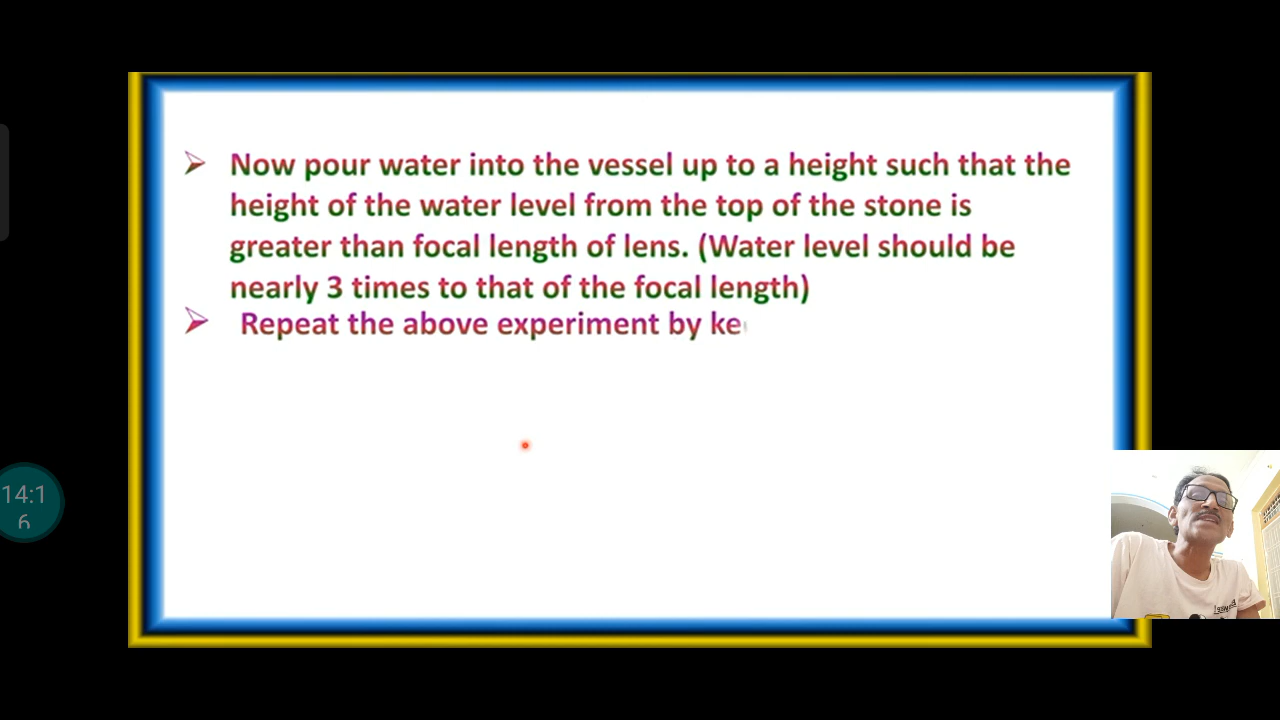 Now pour water into the vessel up to a height such that the
height of the water level from the top of the stone is
greater than focal length of lens. (Water level should be
nearly 3 times to that of the focal length)
Repeat the above experiment by ke
14:1
6